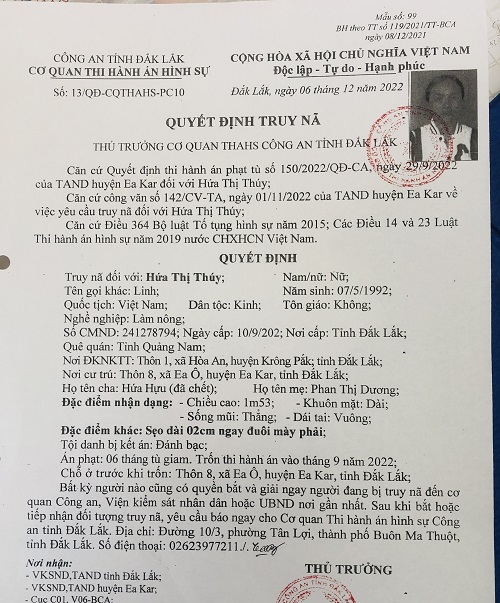 Mẫu số: 99
BH theo TT số 119/2021/TT-BCA
ngày 08/12/2021
CÔNG AN TỈNH ĐẮK LẮK
CƠ QUAN THI HÀNH ÁN HÌNH SỰ
CỘNG HÒA XÃ HỘI CHỦ NGHĨA VIỆT NAM
Độc lập - Tự do - Hạnh phúc
Số: 13/QĐ-CQTHAHS-PC10
Đắk Lắk, ngày 06 tháng 12 năm 2022
QUYẾT ĐỊNH TRUY NÃ
THỦ TRƯỞNG CƠ QUAN THAHS CÔNG AN TỈNH ĐẮK LẮK
Căn cứ Quyết định thi hành án phạt tù số 150/2022/QĐ-CA, ngày 29/9/2022
của TAND huyện Ea Kar đối với Hứa Thị Thúy;
Căn cứ công văn số 142/CV-TA, ngày 01/11/2022 của TAND huyện Ea Kar về
việc yêu cầu truy nã đối với Hứa Thị Thúy;
Căn cứ Điều 364 Bộ luật Tố tụng hình sự năm 2015; Các Điều 14 và 23 Luật
Thi hành án hình sự năm 2019 nước CHXHCN Việt Nam.
QUYẾT ĐỊNH
Truy nã đối với: Hứa Thị Thúy; Nam/nữ: Nữ;
Tên gọi khác: Linh; Năm sinh: 07/5/1992;
Quốc tịch: Việt Nam; Dân tộc: Kinh; Tôn giáo: Không;
Nghề nghiệp: Làm nông;
Số CMND: 241278794; Ngày cấp: 10/9/202; Nơi cấp: Tỉnh Đắk Lắk;
Quê quán: Tỉnh Quảng Nam;
Nơi ĐKNKTT: Thôn 1, xã Hòa An, huyện Krông Pắk; tỉnh Đắk Lắk;
Nơi cư trú: Thôn 8, xã Ea Ô, huyện Ea Kar, tỉnh Đắk Lắk;
Họ tên cha: Hứa Hựu (đã chết); Họ tên mẹ: Phan Thị Dương;
Đặc điểm nhận dạng: - Chiều cao: 1m53; - Khuôn mặt: Dài;
- Sống mũi: Thẳng; - Dái tai: Vuông;
Đặc điểm khác: Sẹo dài 02cm ngay đuôi mày phải;
Tội danh bị kết án: Đánh bạc;
Án phạt: 06 tháng tù giam. Trốn thi hành án vào tháng 9 năm 2022;
Chỗ ở trước khi trốn: Thôn 8, xã Ea Ô, huyện Ea Kar, tỉnh Đắk Lắk;
Bất kỳ người nào cũng có quyền bắt và giải ngay người đang bị truy nã đến cơ
quan Công an, Viện kiểm sát nhân dân hoặc UBND nơi gần nhất. Sau khi bắt hoặc
tiếp nhận đối tượng truy nã, yêu cầu báo ngay cho Cơ quan Thi hành án hình sự Công
an tỉnh Đắk Lắk. Địa chỉ: Đường 10/3, phường Tân Lợi, thành phố Buôn Ma Thuột,
tỉnh Đắk Lắk. Số điện thoại: 02623977211./.
Nơi nhận:
- VKSND,TAND tỉnh Đắk Lắk;
- VKSND,TAND huyện Ea Kar;
- Cục C01, V06-BCA;
THỦ TRƯỞNG